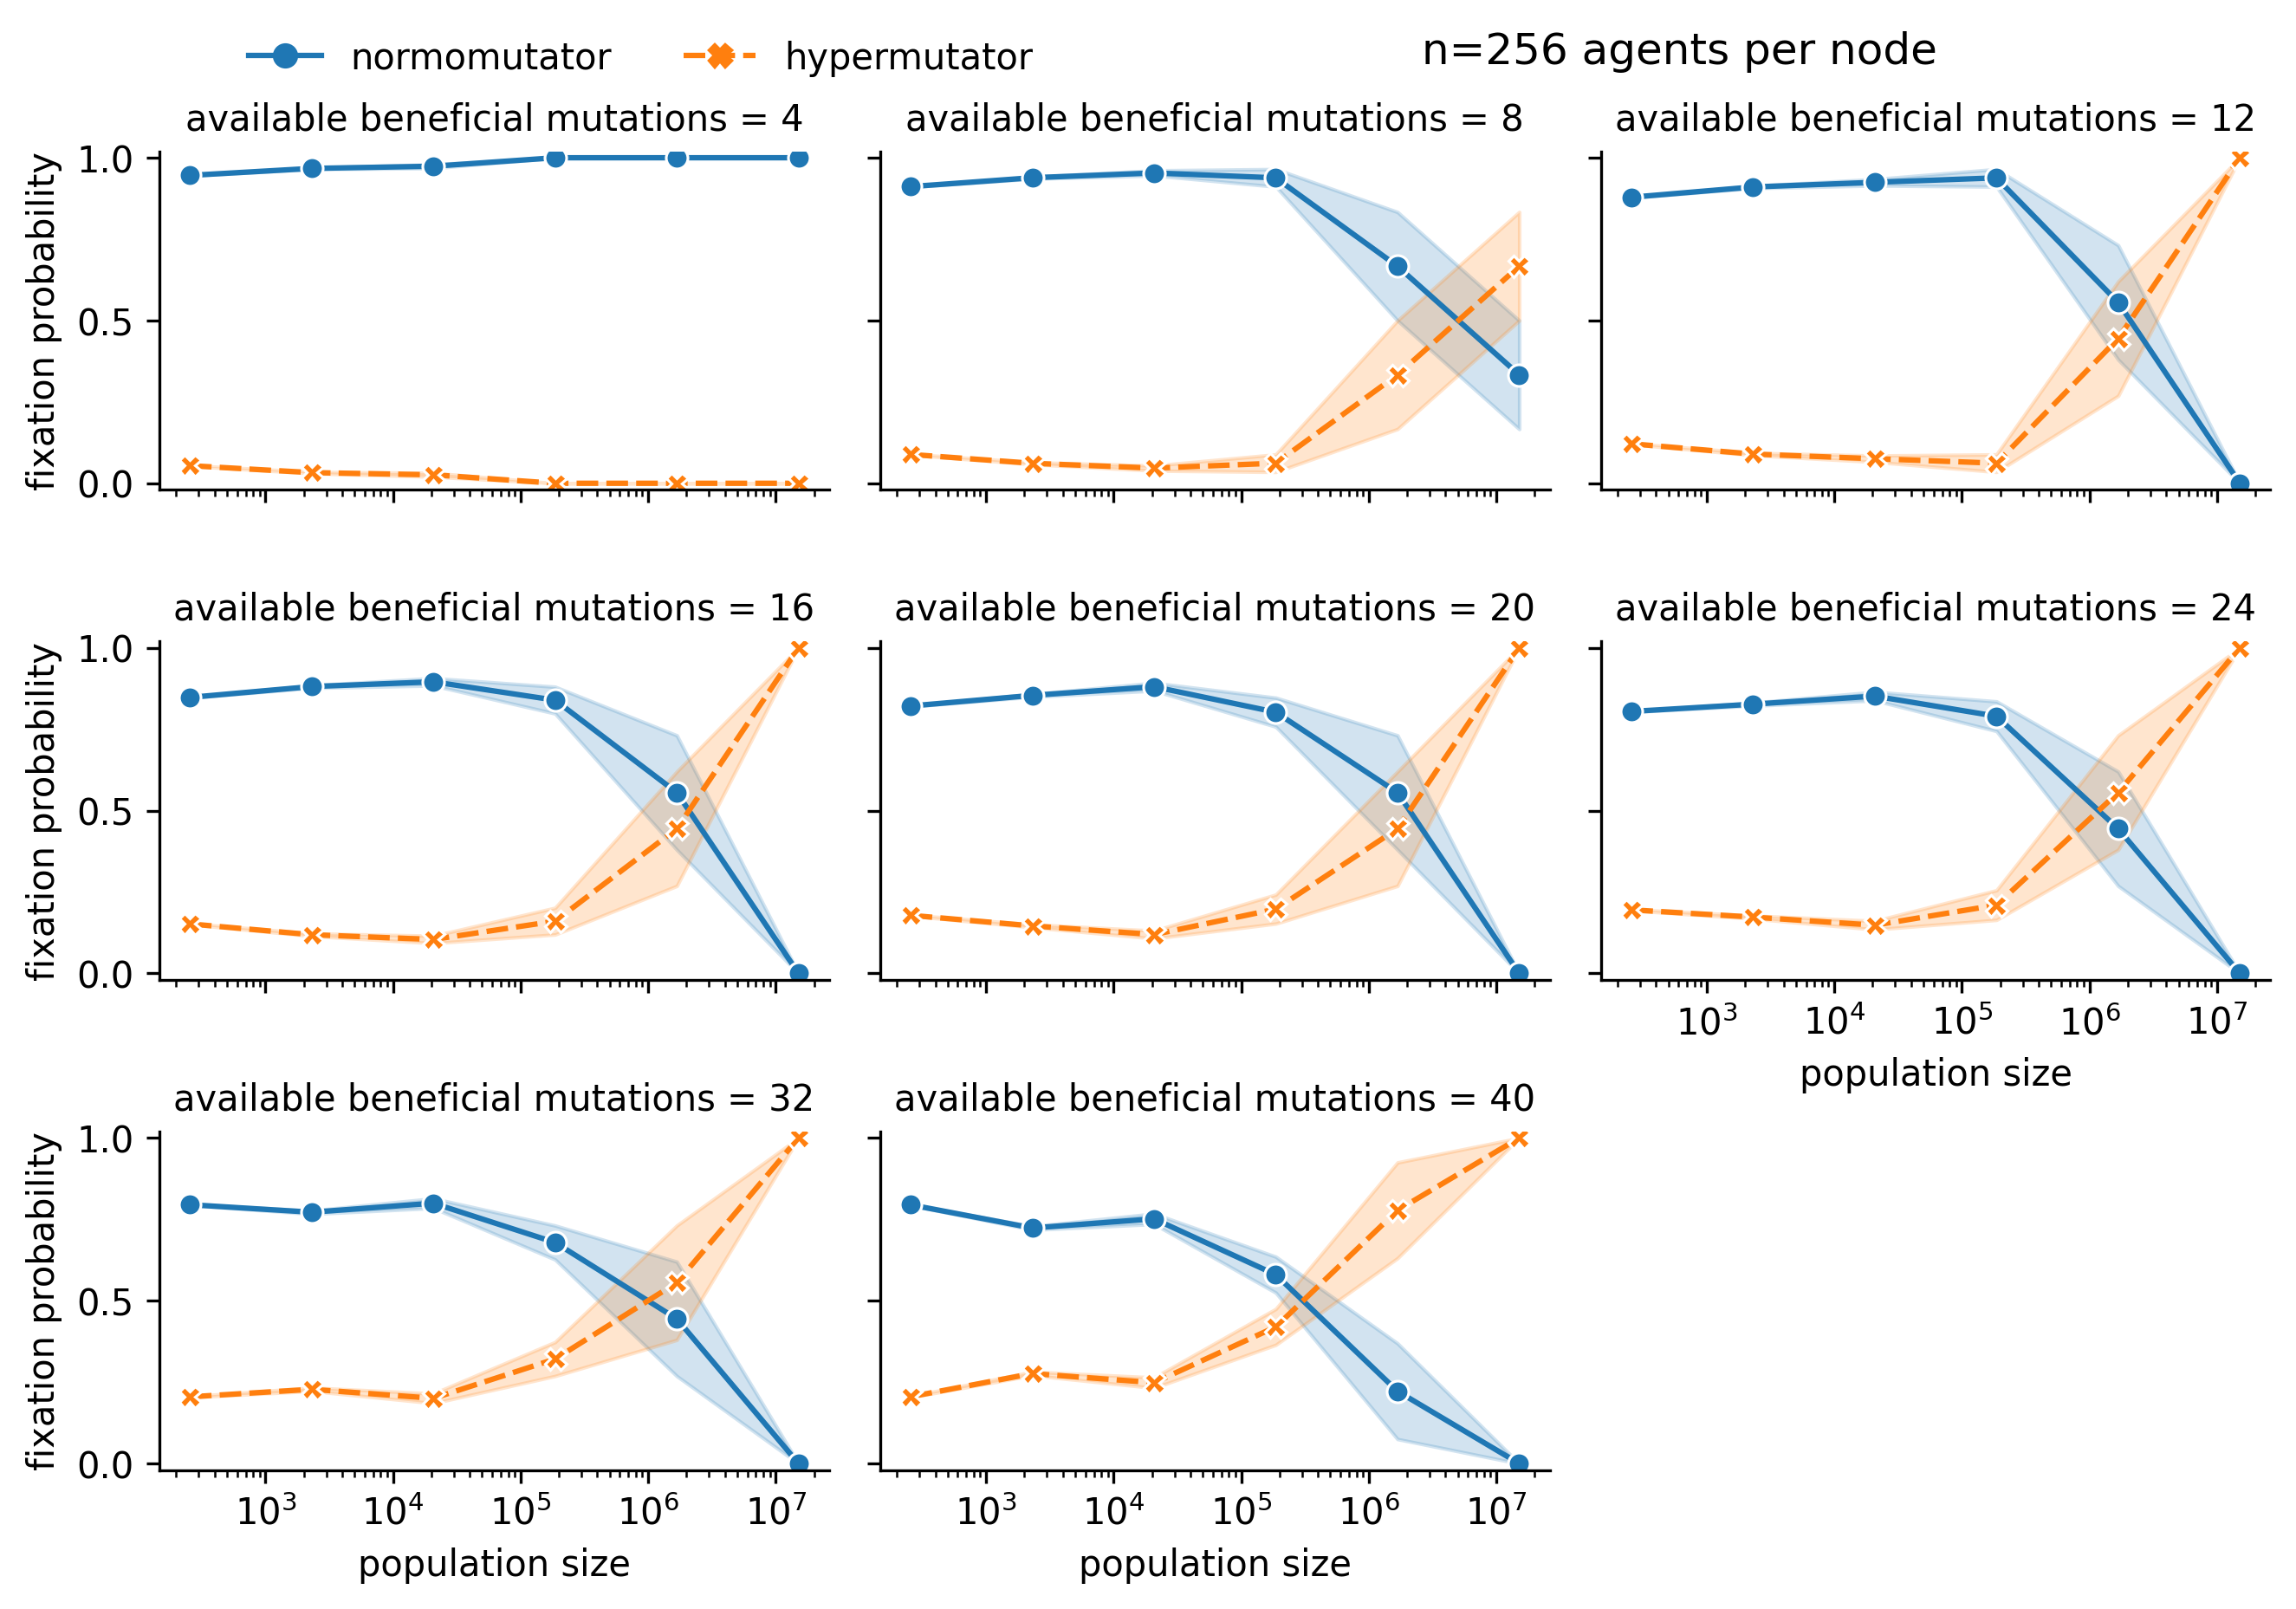 normomutator hypermutator n=256 agents per node
available beneficial mutations = 4 available beneficial mutations = 8 available beneficial mutations = 12
fixation probability
1.0
0.5
0.0
available beneficial mutations = 16 available beneficial mutations = 20 available beneficial mutations = 24
fixation probability
1.0
0.5
0.0
10³ 10⁴ 10⁵ 10⁶ 10⁷
population size
available beneficial mutations = 32 available beneficial mutations = 40
fixation probability
1.0
0.5
0.0
10³ 10⁴ 10⁵ 10⁶ 10⁷ 10³ 10⁴ 10⁵ 10⁶ 10⁷
population size population size